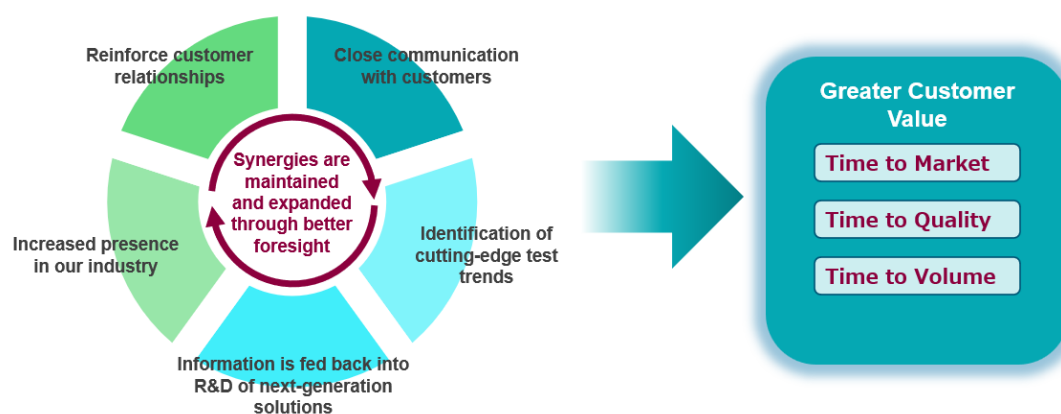 Reinforce customer
relationships
Close communication
with customers
Synergies are
maintained
and expanded
through better
foresight
Increased presence
in our industry
Identification of
cutting-edge test
trends
Information is fed back into
R&D of next-generation
solutions
Greater Customer
Value
Time to Market
Time to Quality
Time to Volume